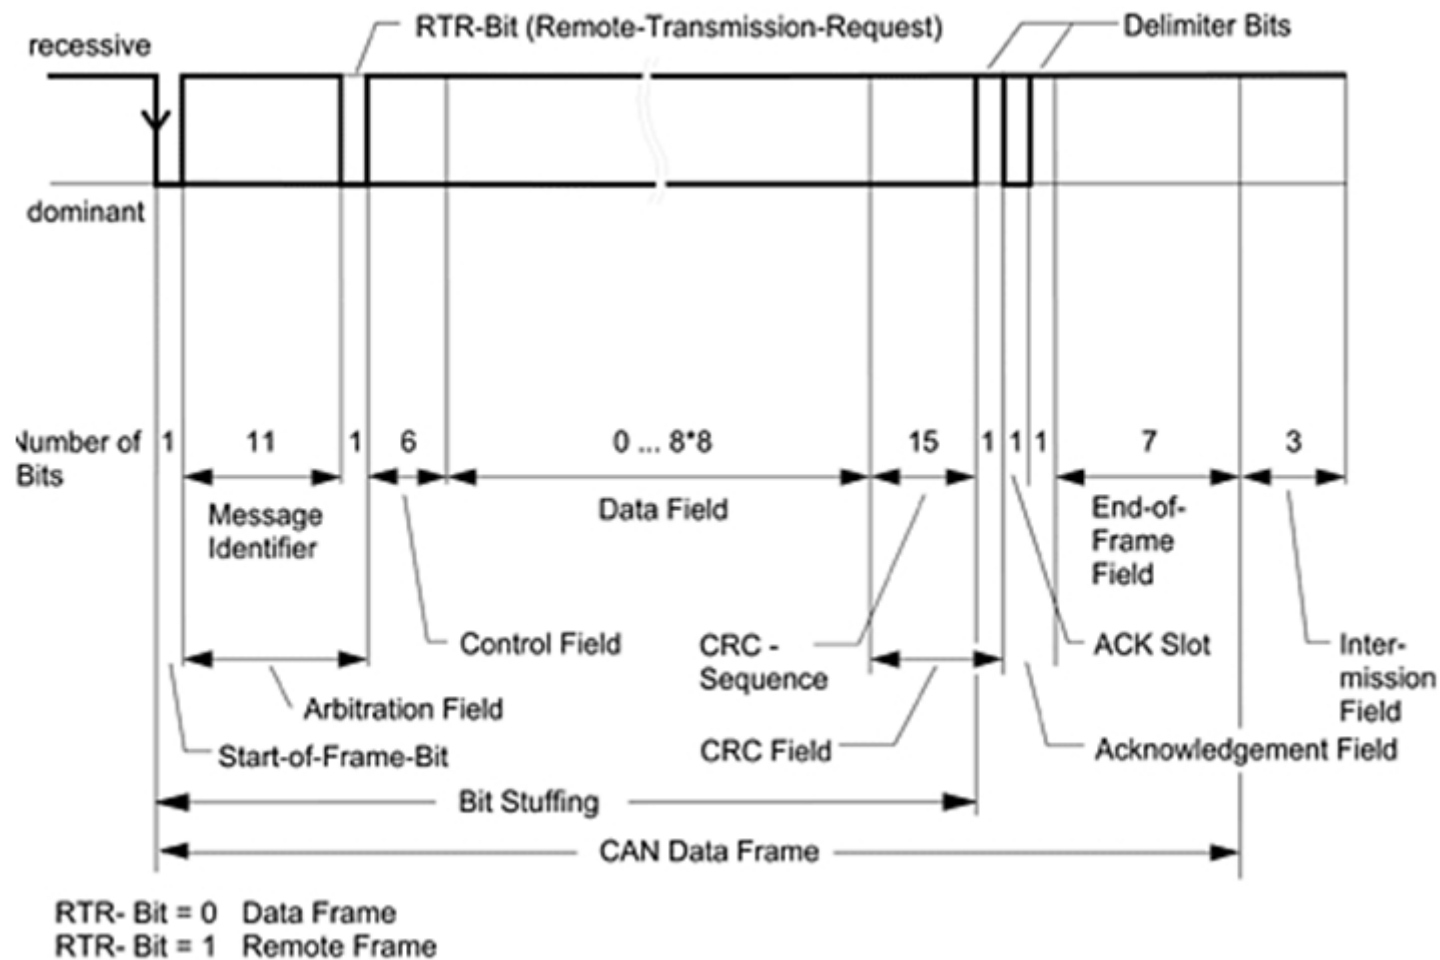 RTR-Bit (Remote-Transmission-Request)
Delimiter Bits
recessive
dominant
Number of
Bits
1
11
1
6
0 ... 8*8
15
1
1
1
7
3
Message
Identifier
Data Field
End-of-
Frame
Field
Control Field
CRC -
Sequence
ACK Slot
Inter-
mission
Field
Arbitration Field
Start-of-Frame-Bit
CRC Field
Acknowledgement Field
Bit Stuffing
CAN Data Frame
RTR- Bit = 0 Data Frame
RTR- Bit = 1 Remote Frame